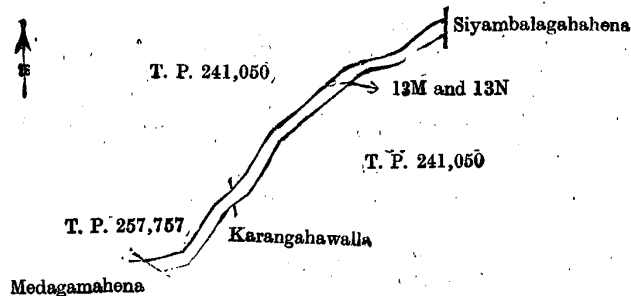 Siyambalagahahena
T. P. 241,050
13M and 13N
T. P. 241,050
T. P. 257,757
Karangahawalla
Medagamahena